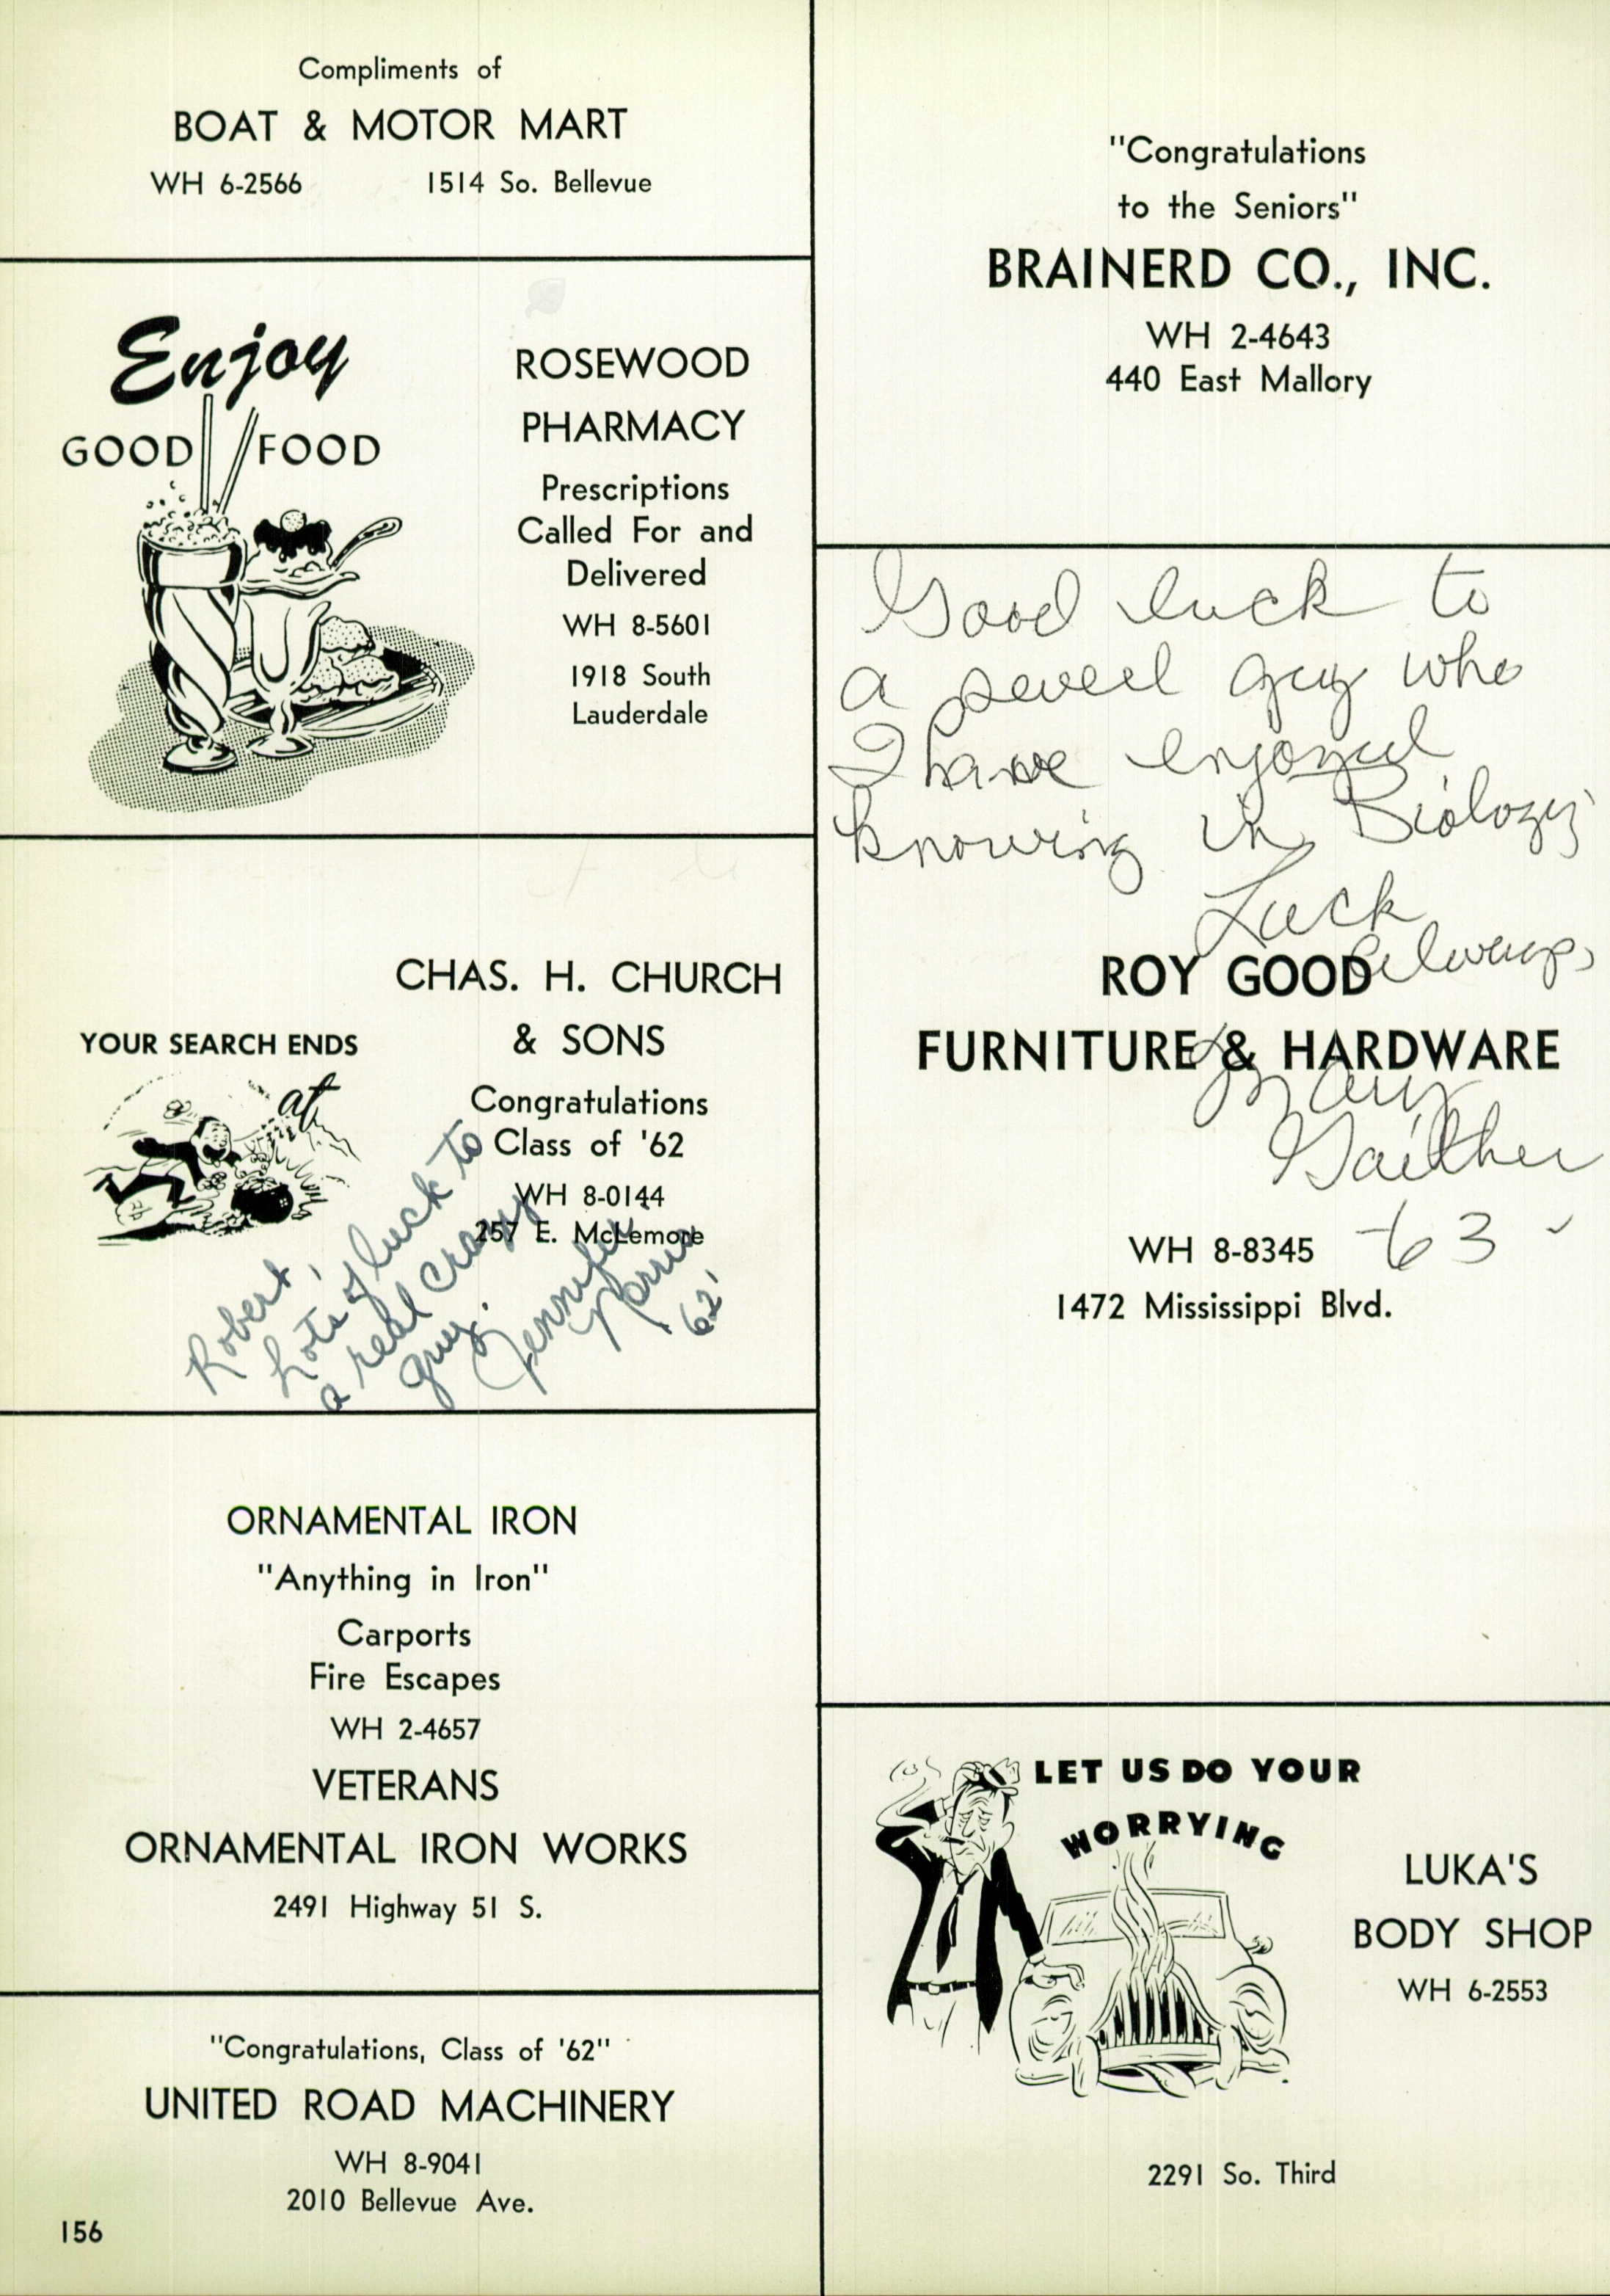 Compliments of
BOAT & MOTOR MART
WH 6-2566 1514 So. Bellevue
Enjoy
GOOD FOOD
ROSEWOOD
PHARMACY
Prescriptions
Called For and
Delivered
WH 8-5601
1918 South
Lauderdale
YOUR SEARCH ENDS
at
CHAS. H. CHURCH
& SONS
Congratulations
Class of '62
WH 8-0144
257 E. McLemore
Robert,
Lots of luck to
a real crazy
guy.
Jennifer
Norris
62'
ORNAMENTAL IRON
"Anything in Iron"
Carports
Fire Escapes
WH 2-4657
VETERANS
ORNAMENTAL IRON WORKS
2491 Highway 51 S.
"Congratulations, Class of '62"
UNITED ROAD MACHINERY
WH 8-9041
2010 Bellevue Ave.
156
"Congratulations
to the Seniors"
BRAINERD CO., INC.
WH 2-4643
440 East Mallory
Good luck to
a sweet guy who
I have enjoyed
knowing in Biology
Luck
Always,
Mary
Gaither
63
ROY GOOD
FURNITURE & HARDWARE
WH 8-8345
1472 Mississippi Blvd.
LET US DO YOUR
WORRYING
LUKA'S
BODY SHOP
WH 6-2553
2291 So. Third